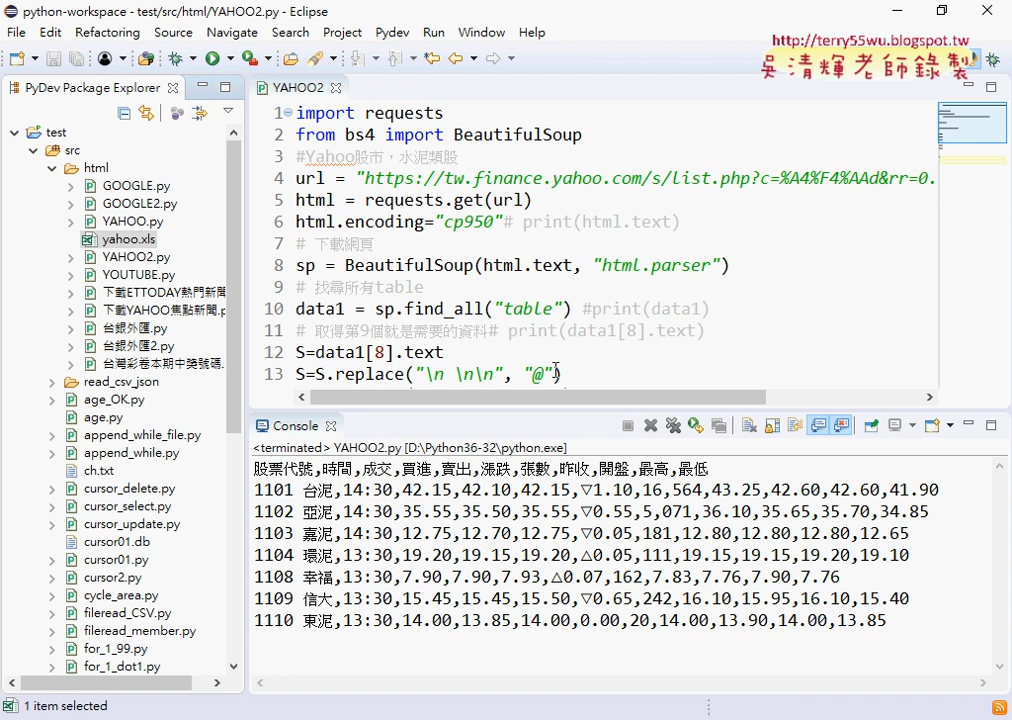 python-workspace - test/src/html/YAHOO2.py - Eclipse
File Edit Refactoring Source Navigate Search Project Pydev Run Window Help
http://terry55wu.blogspot.tw
吳清輝老師錄製
PyDev Package Explorer
test
src
html
GOOGLE.py
GOOGLE2.py
YAHOO.py
yahoo.xls
YAHOO2.py
YOUTUBE.py
下載ETTODAY熱門新聞
下載YAHOO焦點新聞.p
台銀外匯.py
台銀外匯2.py
台灣彩卷本期中獎號碼.
read_csv_json
age_OK.py
age.py
append_while_file.py
append_while.py
ch.txt
cursor_delete.py
cursor_select.py
cursor_update.py
cursor01.db
cursor01.py
cursor2.py
cycle_area.py
fileread_CSV.py
fileread_member.py
for_1_99.py
for_1_dot1.py
YAHOO2
1 import requests
2 from bs4 import BeautifulSoup
3 #Yahoo股市，水泥類股
4 url = "https://tw.finance.yahoo.com/s/list.php?c=%A4%F4%AAd&rr=0.
5 html = requests.get(url)
6 html.encoding="cp950"# print(html.text)
7 # 下載網頁
8 sp = BeautifulSoup(html.text, "html.parser")
9 # 找尋所有table
10 data1 = sp.find_all("table") #print(data1)
11 # 取得第9個就是需要的資料# print(data1[8].text)
12 S=data1[8].text
13 S=S.replace("\n \n\n", "@")
Console
<terminated> YAHOO2.py [D:\Python36-32\python.exe]
股票代號,時間,成交,買進,賣出,漲跌,張數,昨收,開盤,最高,最低
1101 台泥,14:30,42.15,42.10,42.15,▽1.10,16,564,43.25,42.60,42.60,41.90
1102 亞泥,14:30,35.55,35.50,35.55,▽0.55,5,071,36.10,35.65,35.70,34.85
1103 嘉泥,14:30,12.75,12.70,12.75,▽0.05,181,12.80,12.80,12.80,12.65
1104 環泥,13:30,19.20,19.15,19.20,△0.05,111,19.15,19.15,19.20,19.10
1108 幸福,13:30,7.90,7.90,7.93,△0.07,162,7.83,7.76,7.90,7.76
1109 信大,13:30,15.45,15.45,15.50,▽0.65,242,16.10,15.95,16.10,15.40
1110 東泥,13:30,14.00,13.85,14.00,0.00,20,14.00,13.90,14.00,13.85
1 item selected